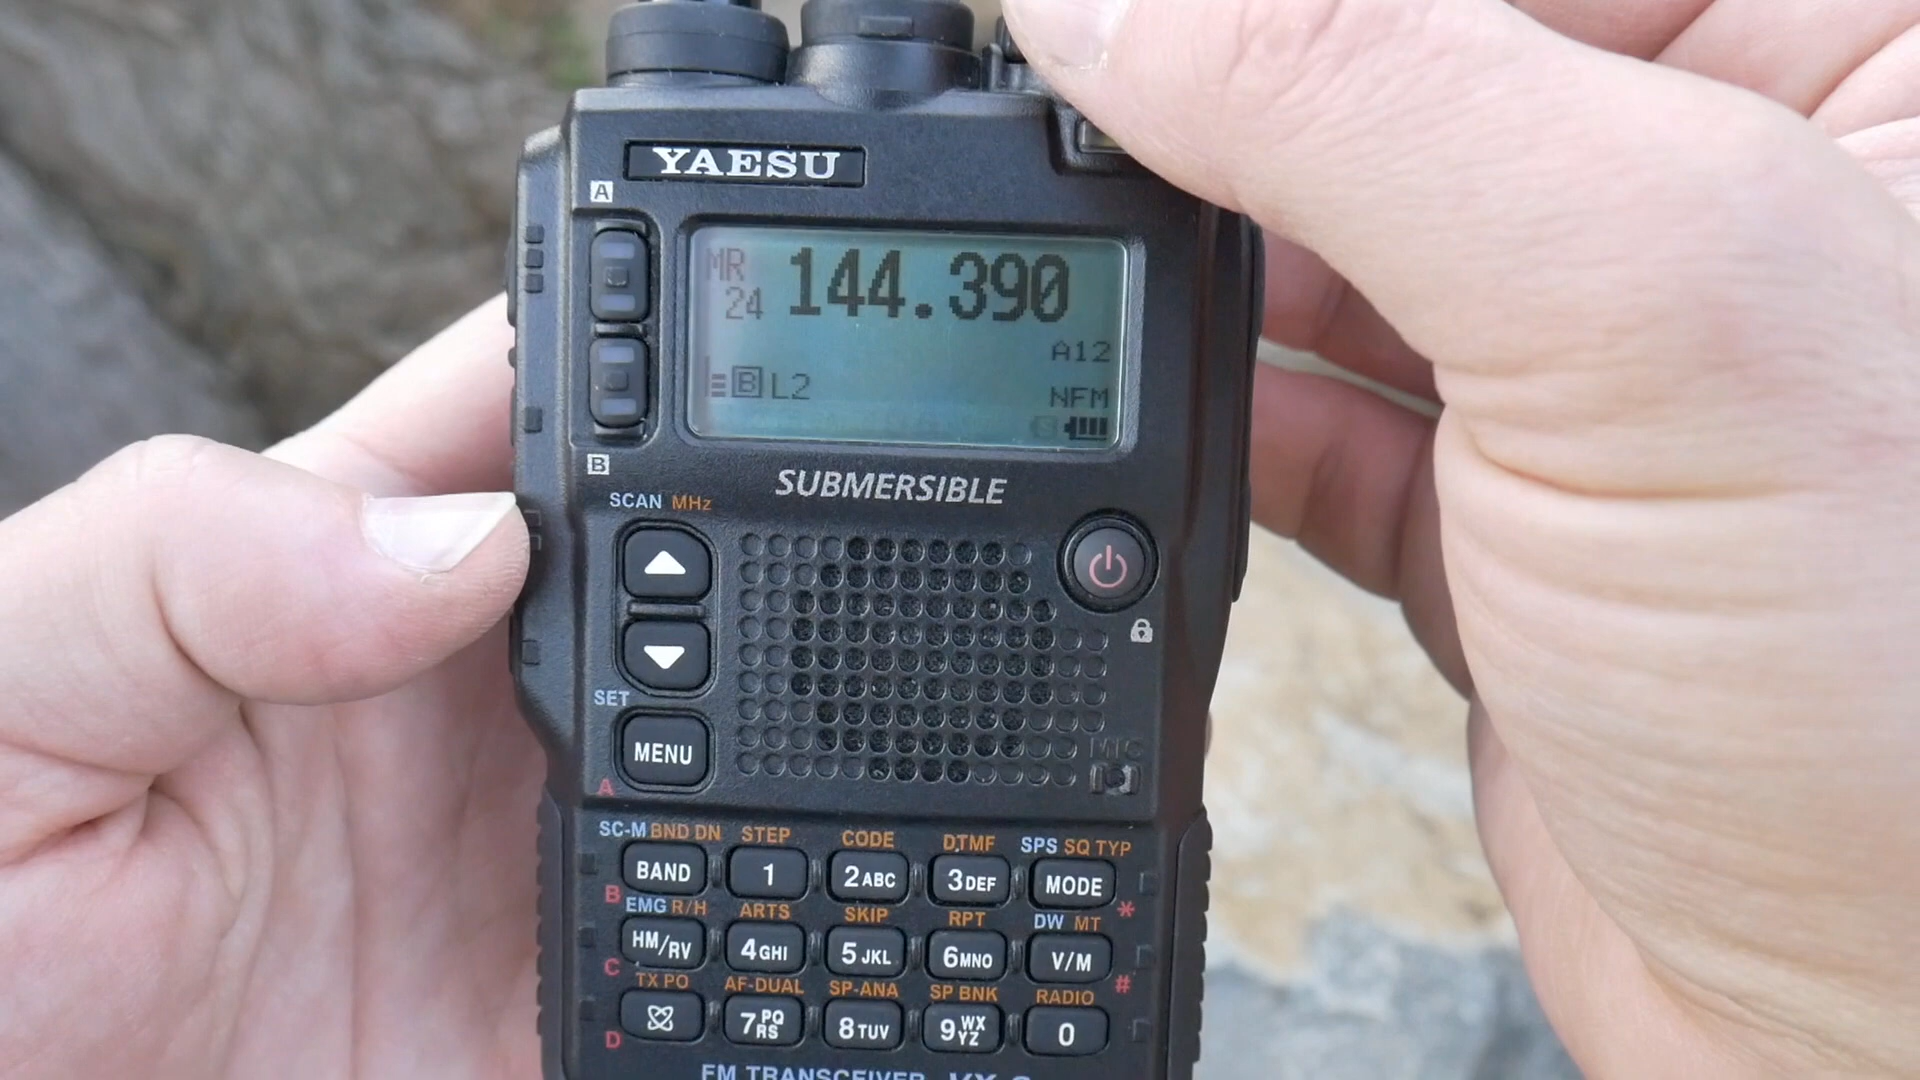 YAESU
A
MR 144.390
24
A12
B L2
NFM
B
SUBMERSIBLE
SCAN MHz
SET
MENU
MIC
A
SC-M BND DN STEP CODE DTMF SPS SQ TYP
BAND 1 2ABC 3DEF MODE
B *
EMG R/H ARTS SKIP RPT DW MT
HM/RV 4GHI 5JKL 6MNO V/M
C #
TX PO AF-DUAL SP-ANA SP BNK RADIO
7PQRS 8TUV 9WXYZ 0
D
FM TRANSCEIVER